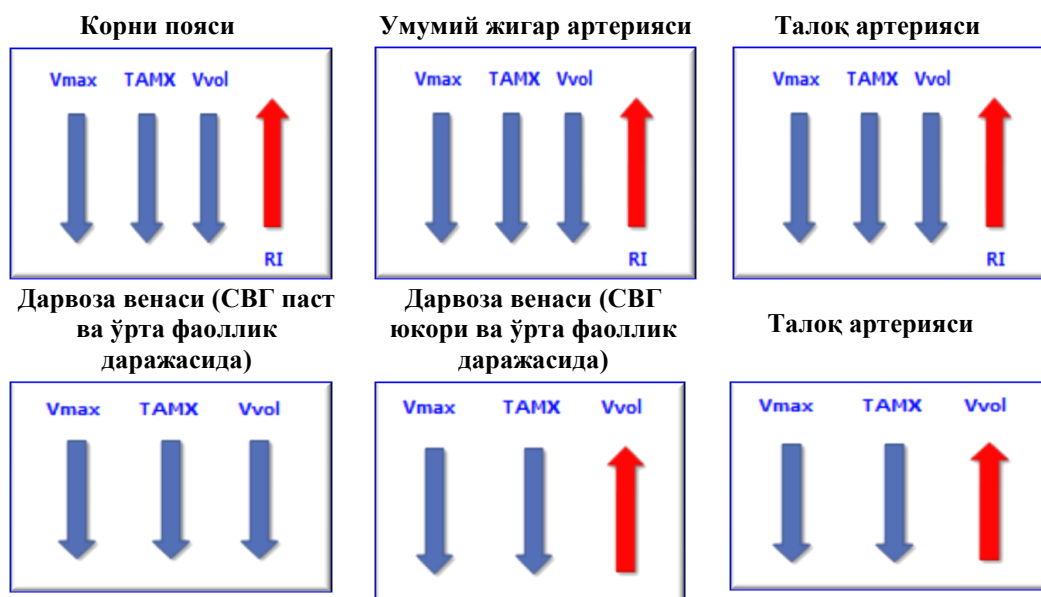 Корни пояси
Vmax TAMX Vvol
RI
Умумий жигар артерияси
Vmax TAMX Vvol
RI
Талоқ артерияси
Vmax TAMX Vvol
RI
Дарвоза венаси (СВГ паст
ва ўрта фаоллик
даражасида)
Vmax TAMX Vvol
Дарвоза венаси (СВГ
юкори ва ўрта фаоллик
даражасида)
Vmax TAMX Vvol
Талоқ артерияси
Vmax TAMX Vvol